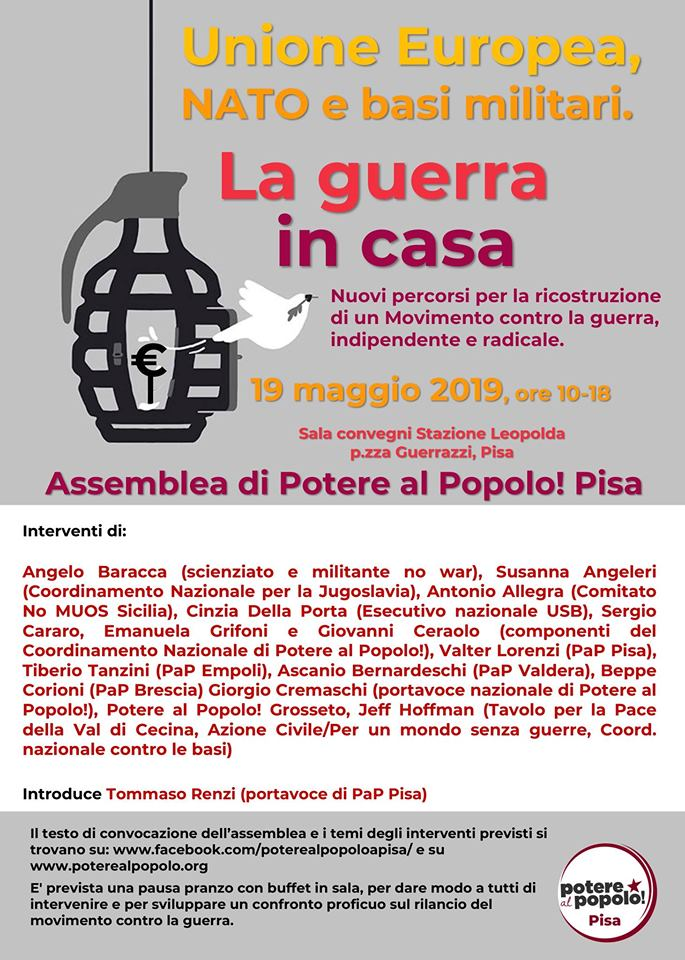 Unione Europea,
NATO e basi militari.
La guerra
in casa
Nuovi percorsi per la ricostruzione
di un Movimento contro la guerra,
indipendente e radicale.
€
19 maggio 2019, ore 10-18
Sala convegni Stazione Leopolda
p.zza Guerrazzi, Pisa
Assemblea di Potere al Popolo! Pisa
Interventi di:
Angelo Baracca (scienziato e militante no war), Susanna Angeleri
(Coordinamento Nazionale per la Jugoslavia), Antonio Allegra (Comitato
No MUOS Sicilia), Cinzia Della Porta (Esecutivo nazionale USB), Sergio
Cararo, Emanuela Grifoni e Giovanni Ceraolo (componenti del
Coordinamento Nazionale di Potere al Popolo!), Valter Lorenzi (PaP Pisa),
Tiberio Tanzini (PaP Empoli), Ascanio Bernardeschi (PaP Valdera), Beppe
Corioni (PaP Brescia) Giorgio Cremaschi (portavoce nazionale di Potere al
Popolo!), Potere al Popolo! Grosseto, Jeff Hoffman (Tavolo per la Pace
della Val di Cecina, Azione Civile/Per un mondo senza guerre, Coord.
nazionale contro le basi)
Introduce Tommaso Renzi (portavoce di PaP Pisa)
Il testo di convocazione dell'assemblea e i temi degli interventi previsti si
trovano su: www.facebook.com/poterealpopoloapisa/ e su
www.poterealpopolo.org
E' prevista una pausa pranzo con buffet in sala, per dare modo a tutti di
intervenire e per sviluppare un confronto proficuo sul rilancio del
movimento contro la guerra.
potere
al popolo!
Pisa